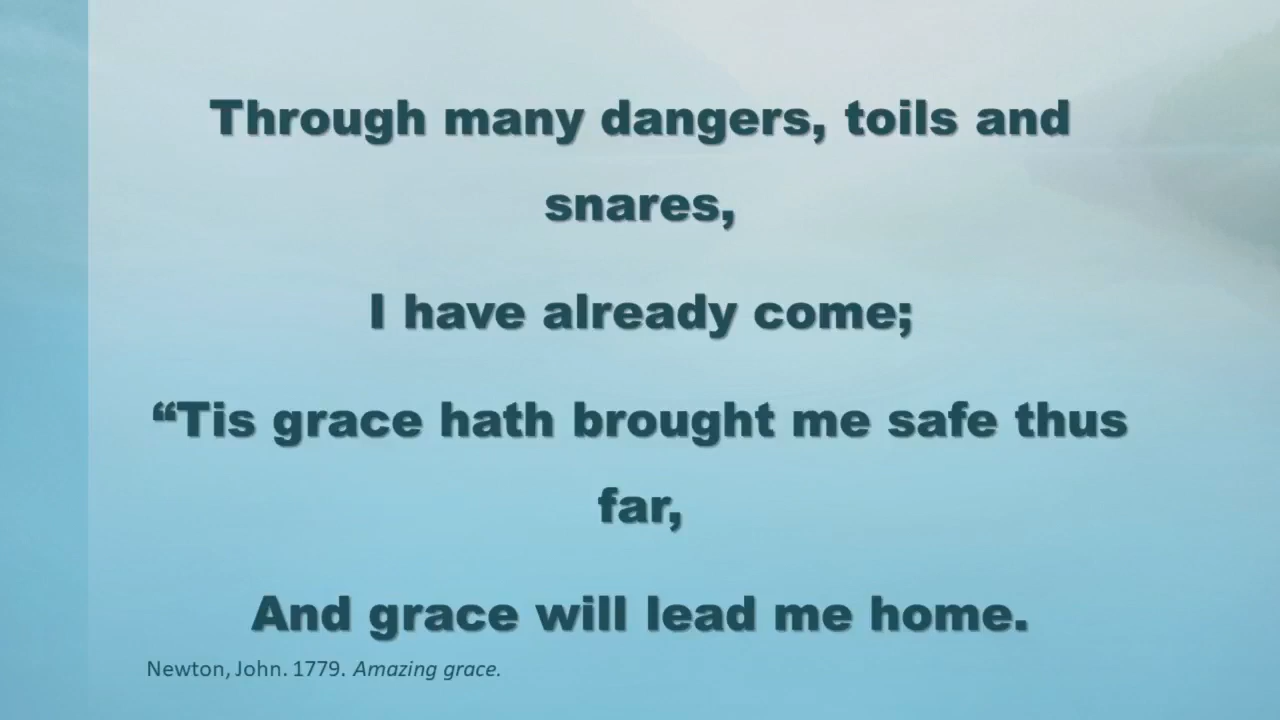 Through many dangers, toils and
snares,
I have already come;
“Tis grace hath brought me safe thus
far,
And grace will lead me home.
Newton, John. 1779. Amazing grace.